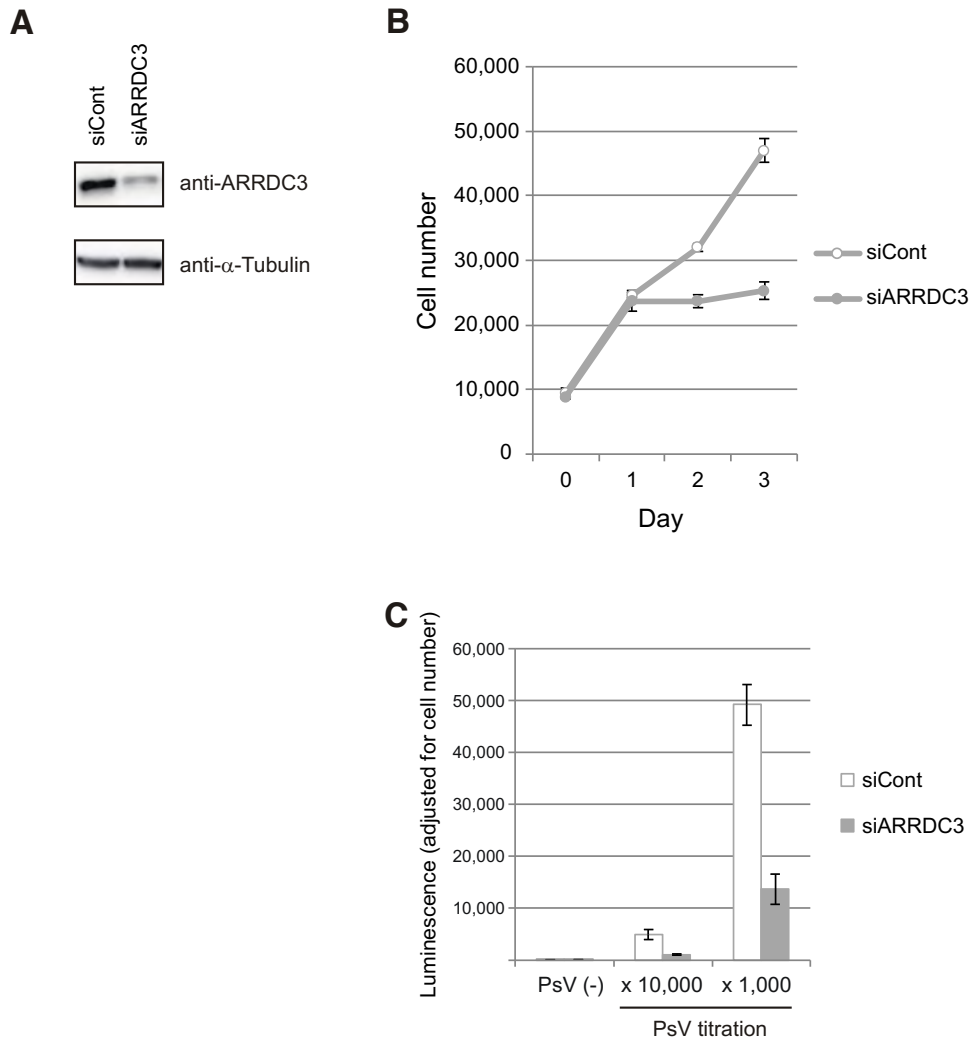 A
siCont
siARRDC3
anti-ARRDC3
anti-α-Tubulin
B
60,000
50,000
40,000
30,000
20,000
10,000
0
Cell number
0 1 2 3
Day
siCont
siARRDC3
C
60,000
50,000
40,000
30,000
20,000
10,000
Luminescence (adjusted for cell number)
PsV (-) x 10,000 x 1,000
PsV titration
siCont
siARRDC3